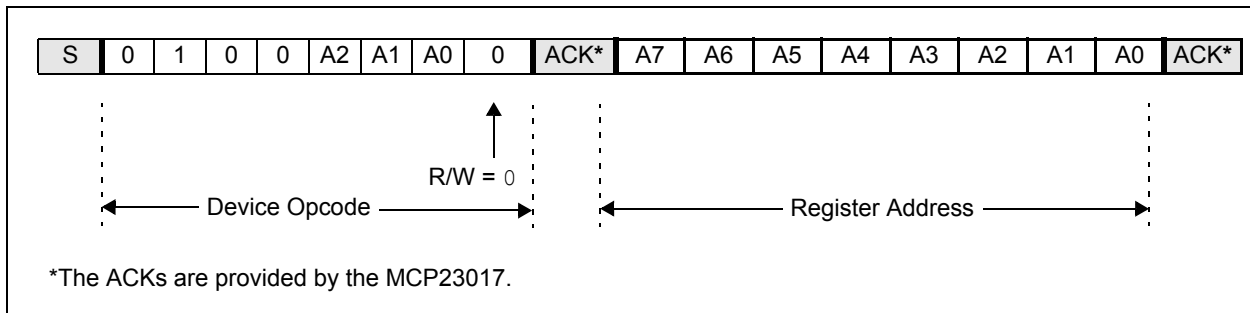 S 0 1 0 0 A2 A1 A0 0 ACK* A7 A6 A5 A4 A3 A2 A1 A0 ACK*
R/W = 0
Device Opcode Register Address
*The ACKs are provided by the MCP23017.